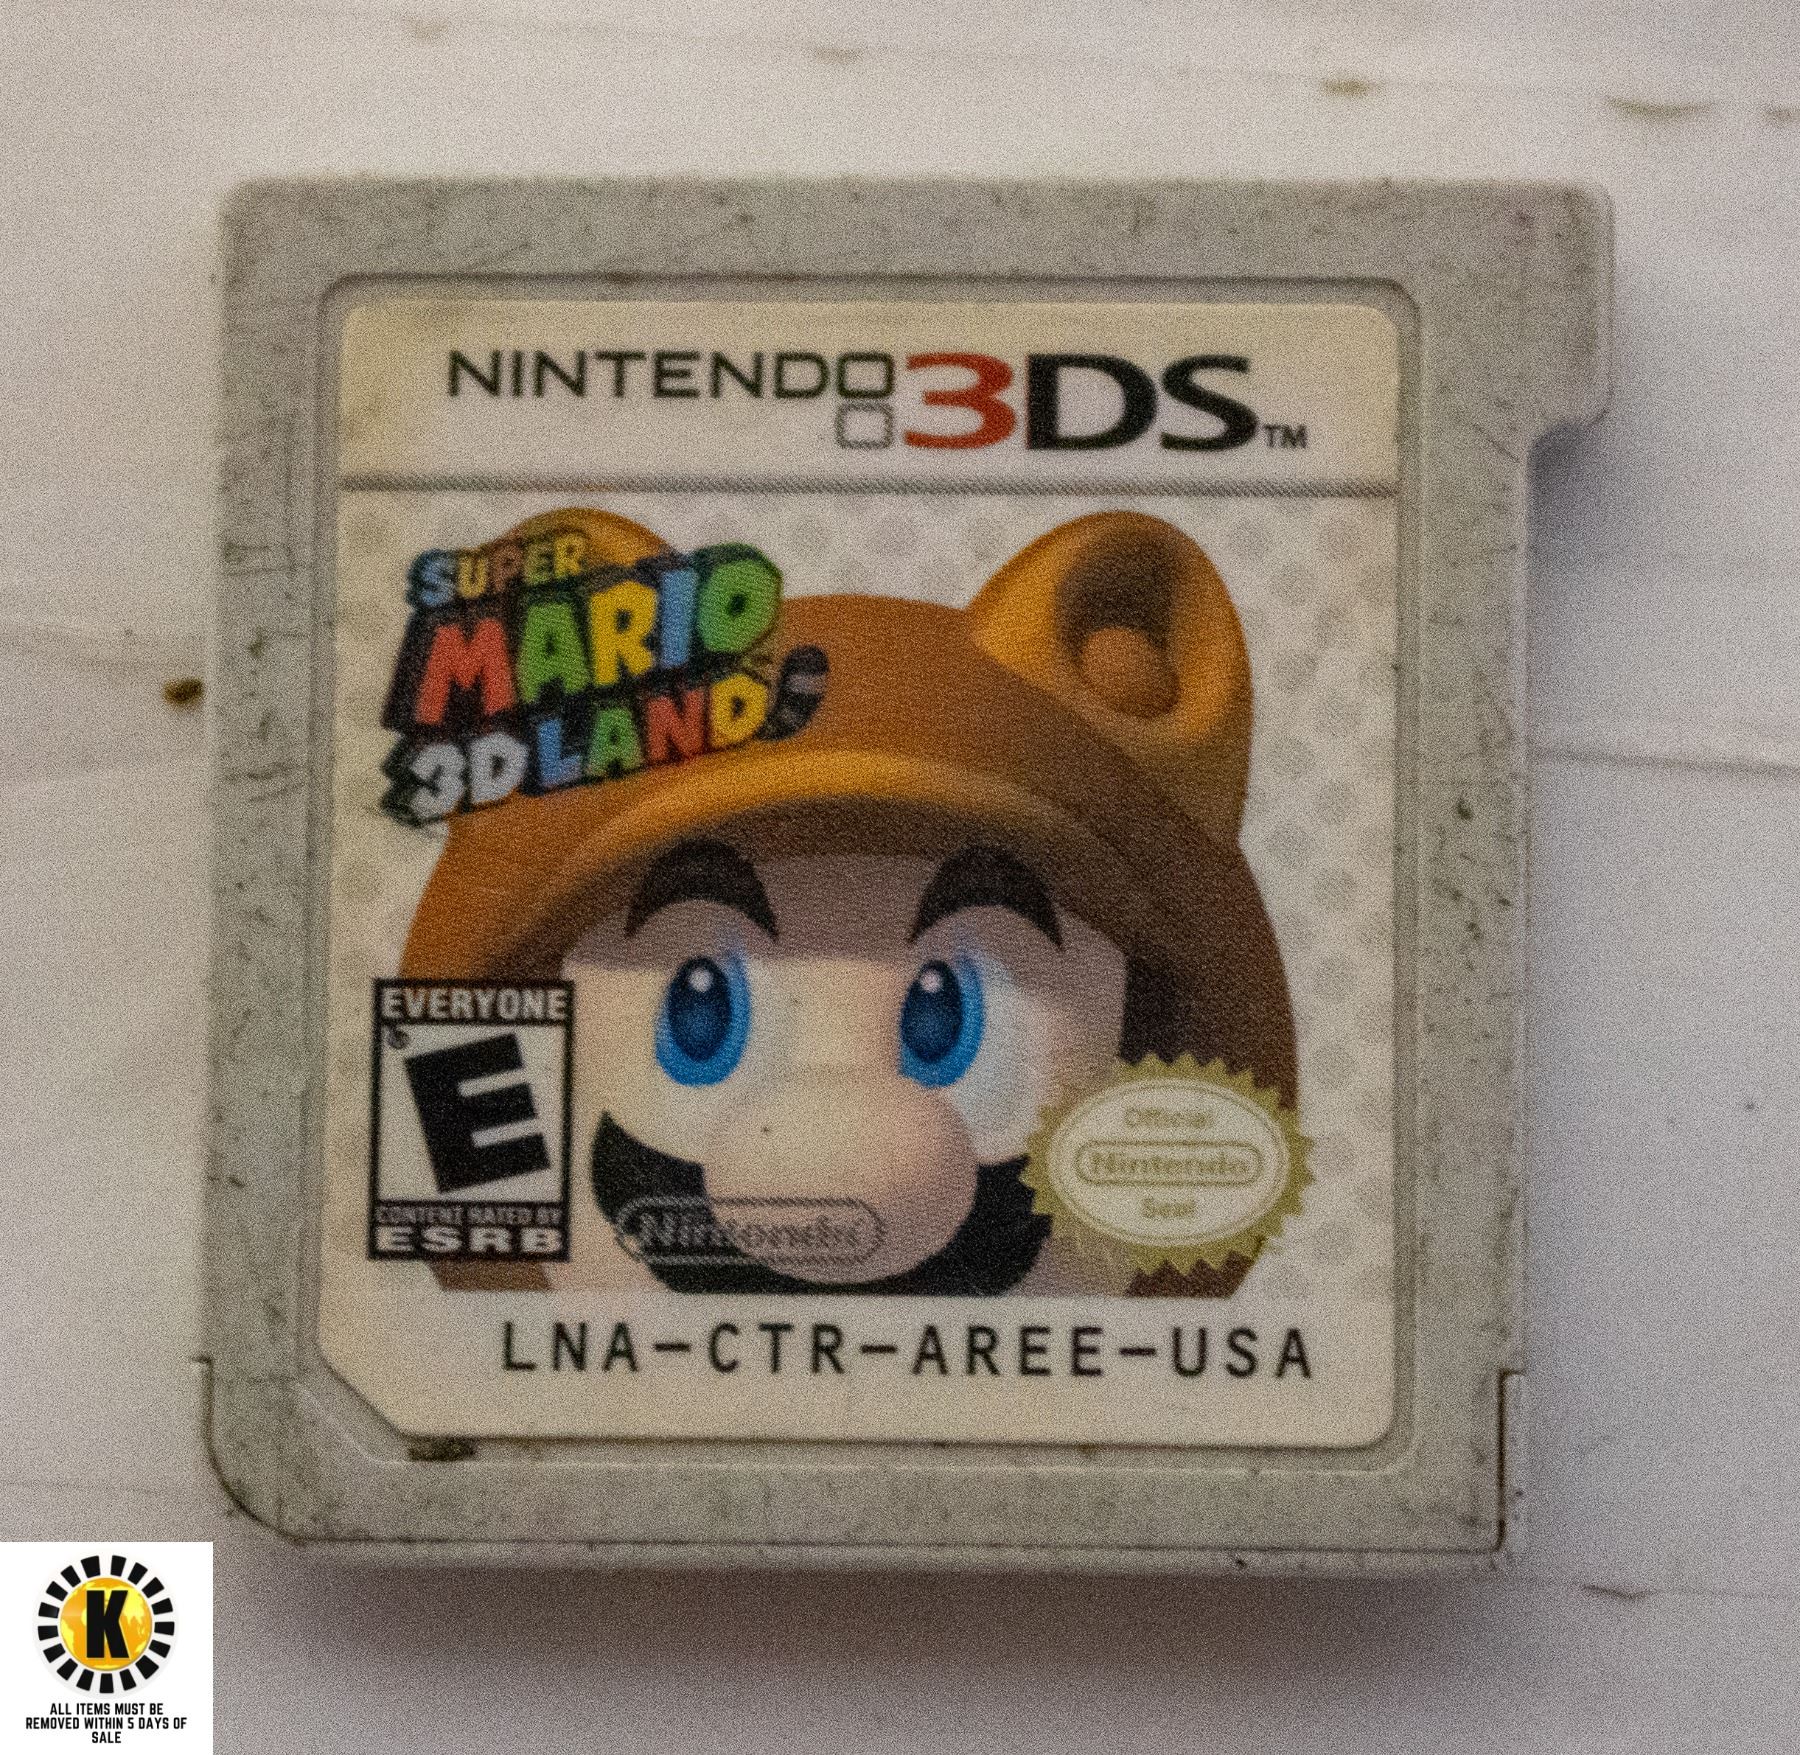 NINTENDO 3DS™
SUPER
MARIO
3D LAND
EVERYONE
E
CONTENT RATED BY
ESRB
Official
Nintendo
Seal
Nintendo
LNA-CTR-AREE-USA
K
ALL ITEMS MUST BE
REMOVED WITHIN 5 DAYS OF
SALE